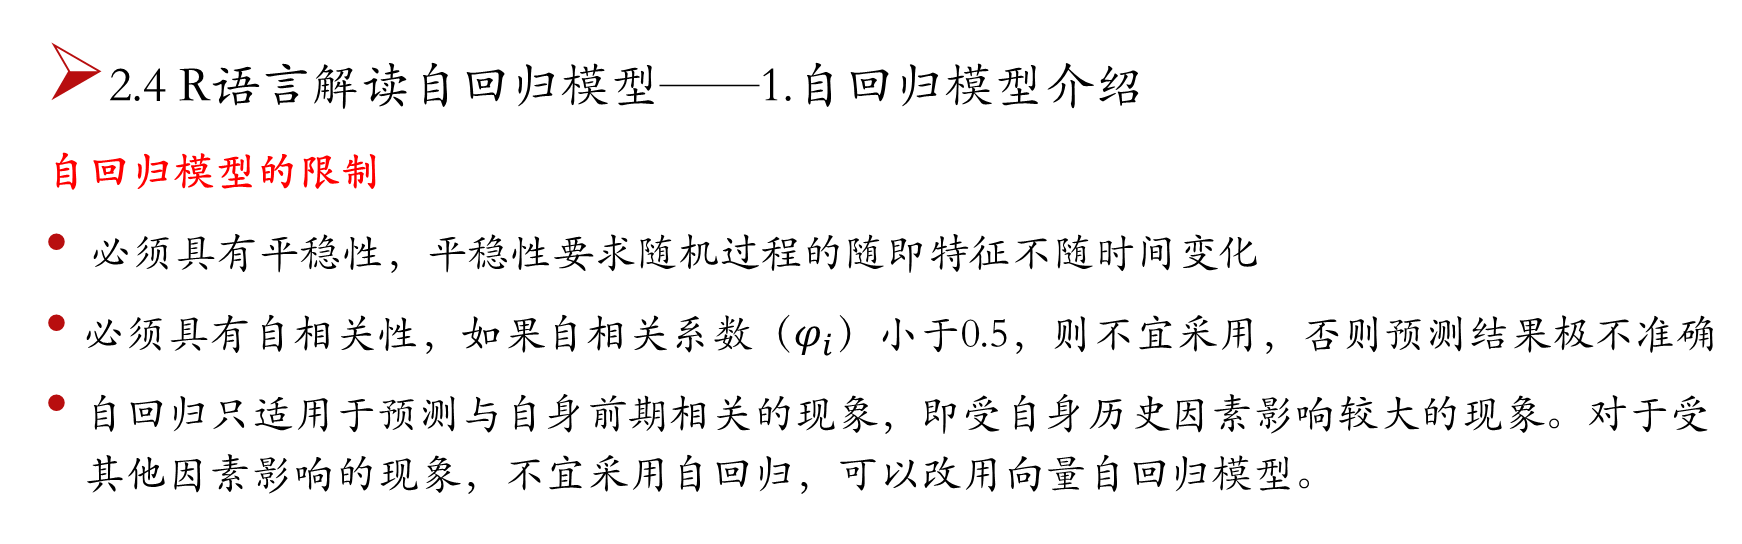 2.4 R语言解读自回归模型——1.自回归模型介绍
自回归模型的限制
• 必须具有平稳性，平稳性要求随机过程的随即特征不随时间变化
• 必须具有自相关性，如果自相关系数（φᵢ）小于0.5，则不宜采用，否则预测结果极不准确
• 自回归只适用于预测与自身前期相关的现象，即受自身历史因素影响较大的现象。对于受
其他因素影响的现象，不宜采用自回归，可以改用向量自回归模型。